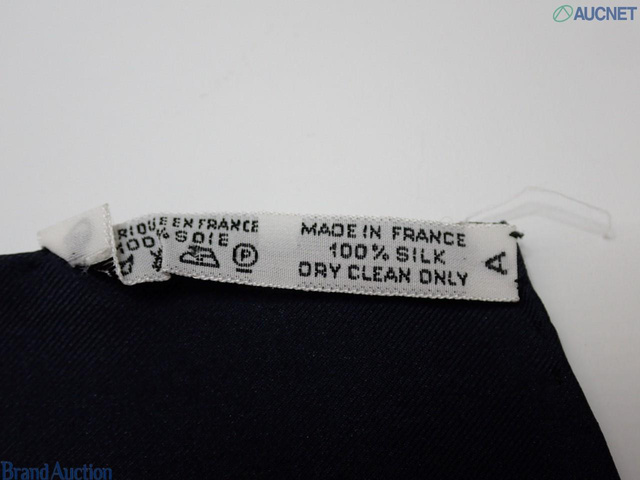 AUCNET
RIQUE EN FRANCE
100% SOIE
P
MADE IN FRANCE
100% SILK
DRY CLEAN ONLY
A
Brand Auction